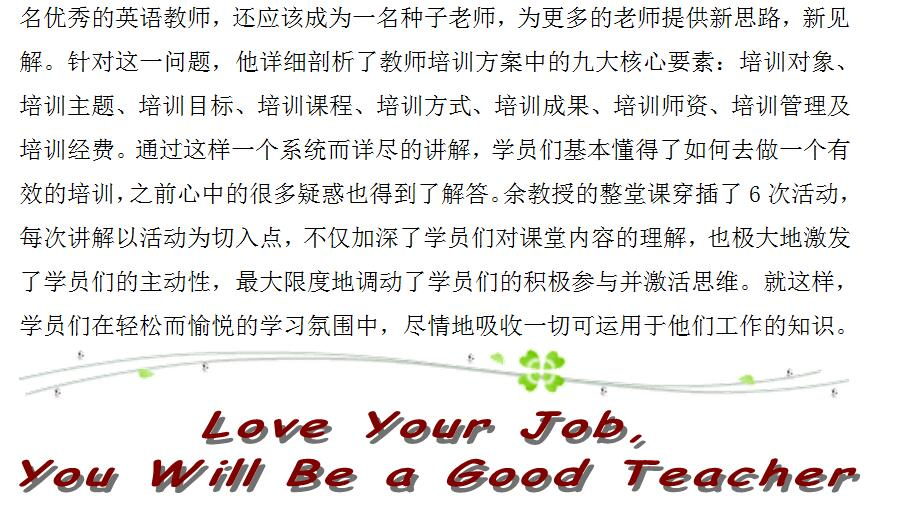 名优秀的英语教师，还应该成为一名种子老师，为更多的老师提供新思路，新见
解。针对这一问题，他详细剖析了教师培训方案中的九大核心要素：培训对象、
培训主题、培训目标、培训课程、培训方式、培训成果、培训师资、培训管理及
培训经费。通过这样一个系统而详尽的讲解，学员们基本懂得了如何去做一个有
效的培训，之前心中的很多疑惑也得到了解答。余教授的整堂课穿插了 6 次活动，
每次讲解以活动为切入点，不仅加深了学员们对课堂内容的理解，也极大地激发
了学员们的主动性，最大限度地调动了学员们的积极参与并激活思维。就这样，
学员们在轻松而愉悦的学习氛围中，尽情地吸收一切可运用于他们工作的知识。
Love Your Job,
You Will Be a Good Teacher